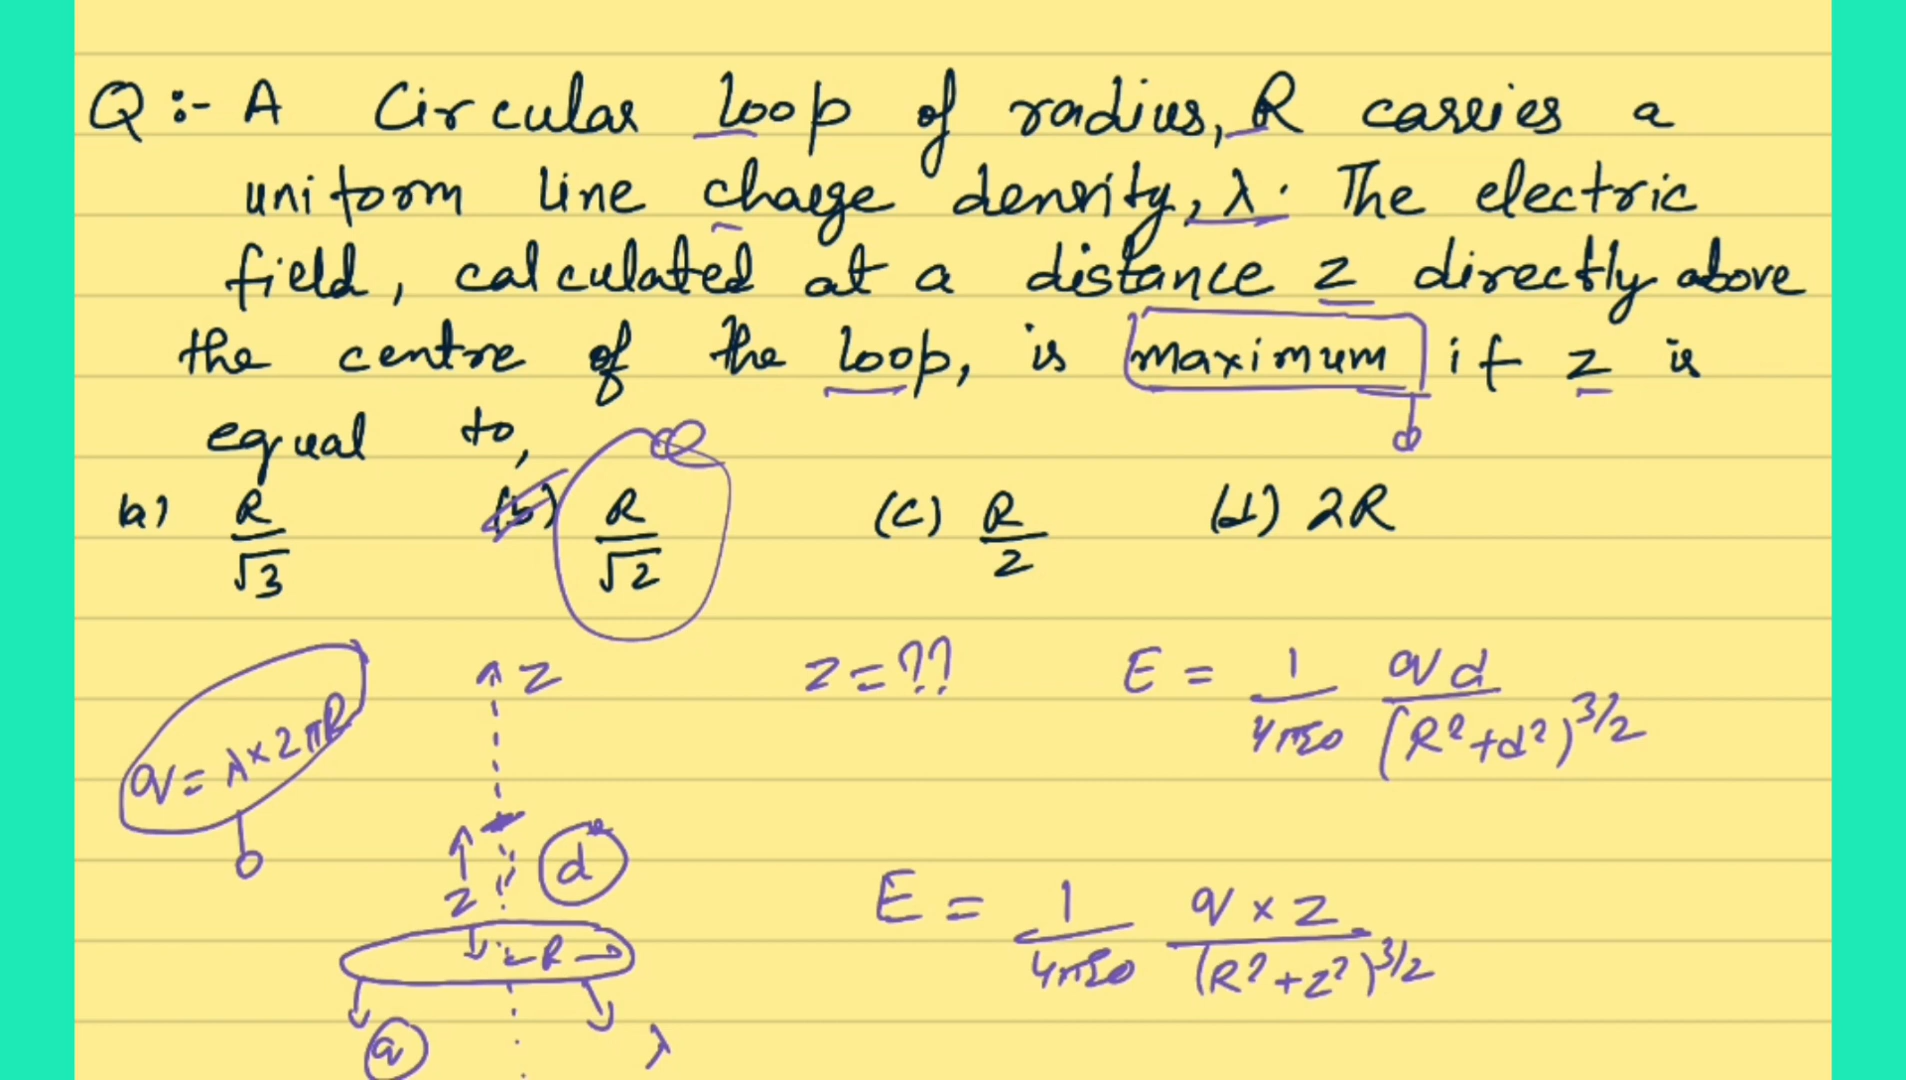 Q:- A Circular loop of radius, R carries a
uniform line charge density, λ. The electric
field, calculated at a distance z directly above
the centre of the loop, is maximum if z is
equal to,
(a) R/√3 (b) R/√2 (c) R/2 (d) 2R
z
z = ??
E = 1/4πε0 qd/(R²+d²)^3/2
q = λ × 2πR
z
d
E = 1/4πε0 q×z/(R²+z²)^3/2
R
q
λ